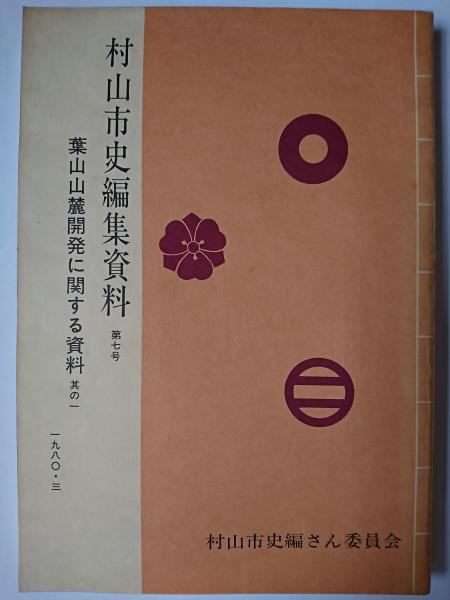 村山市史編集資料 第七号
葉山山麓開発に関する資料 其の一
一九八〇・三
村山市史編さん委員会